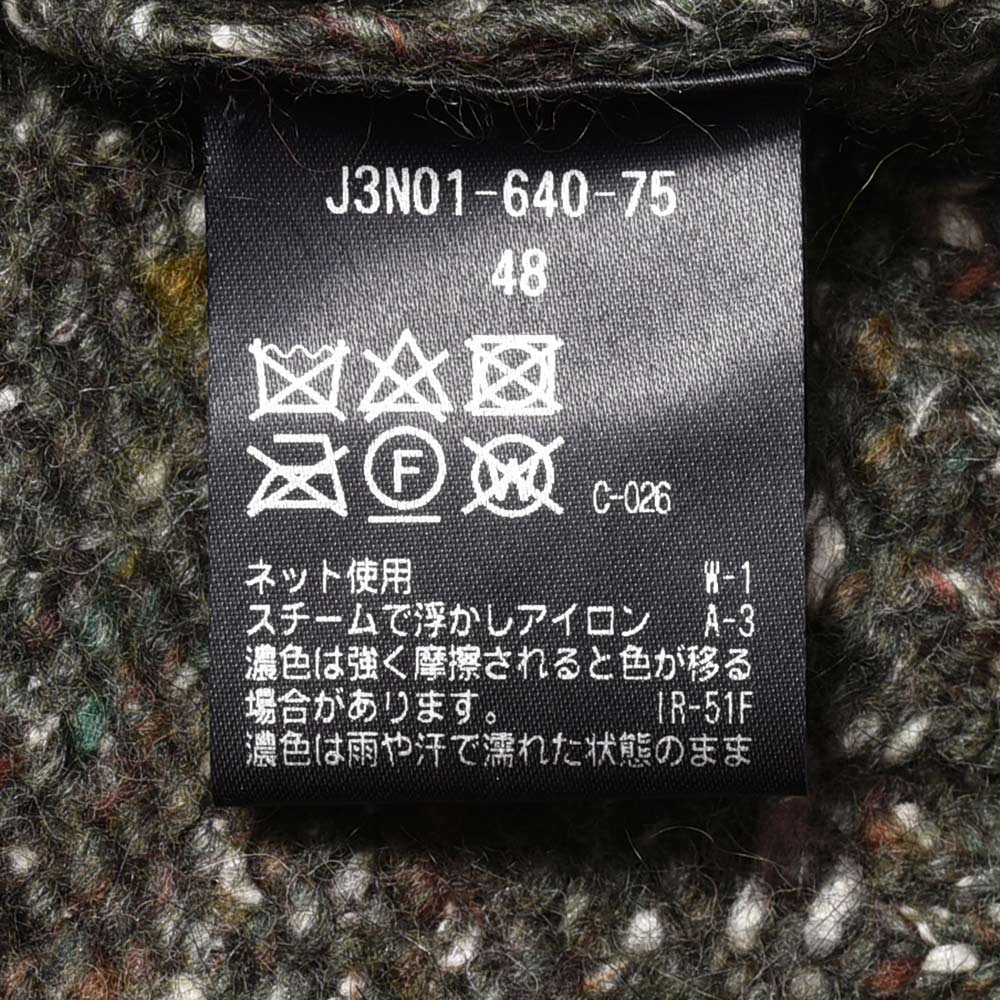 J3N01-640-75
48
F W C-026
ネット使用 W-1
スチームで浮かしアイロン A-3
濃色は強く摩擦されると色が移る
場合があります。 IR-51F
濃色は雨や汗で濡れた状態のまま